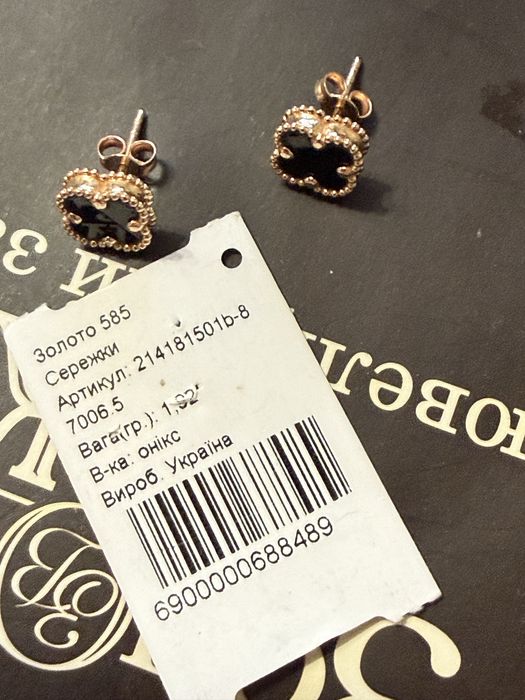 Золото 585
Сережки
Артикул: 214181501b-8
7006.5
Вага(гр.): 1,92
В-ка: онікс
Вироб. Україна
6900000688489